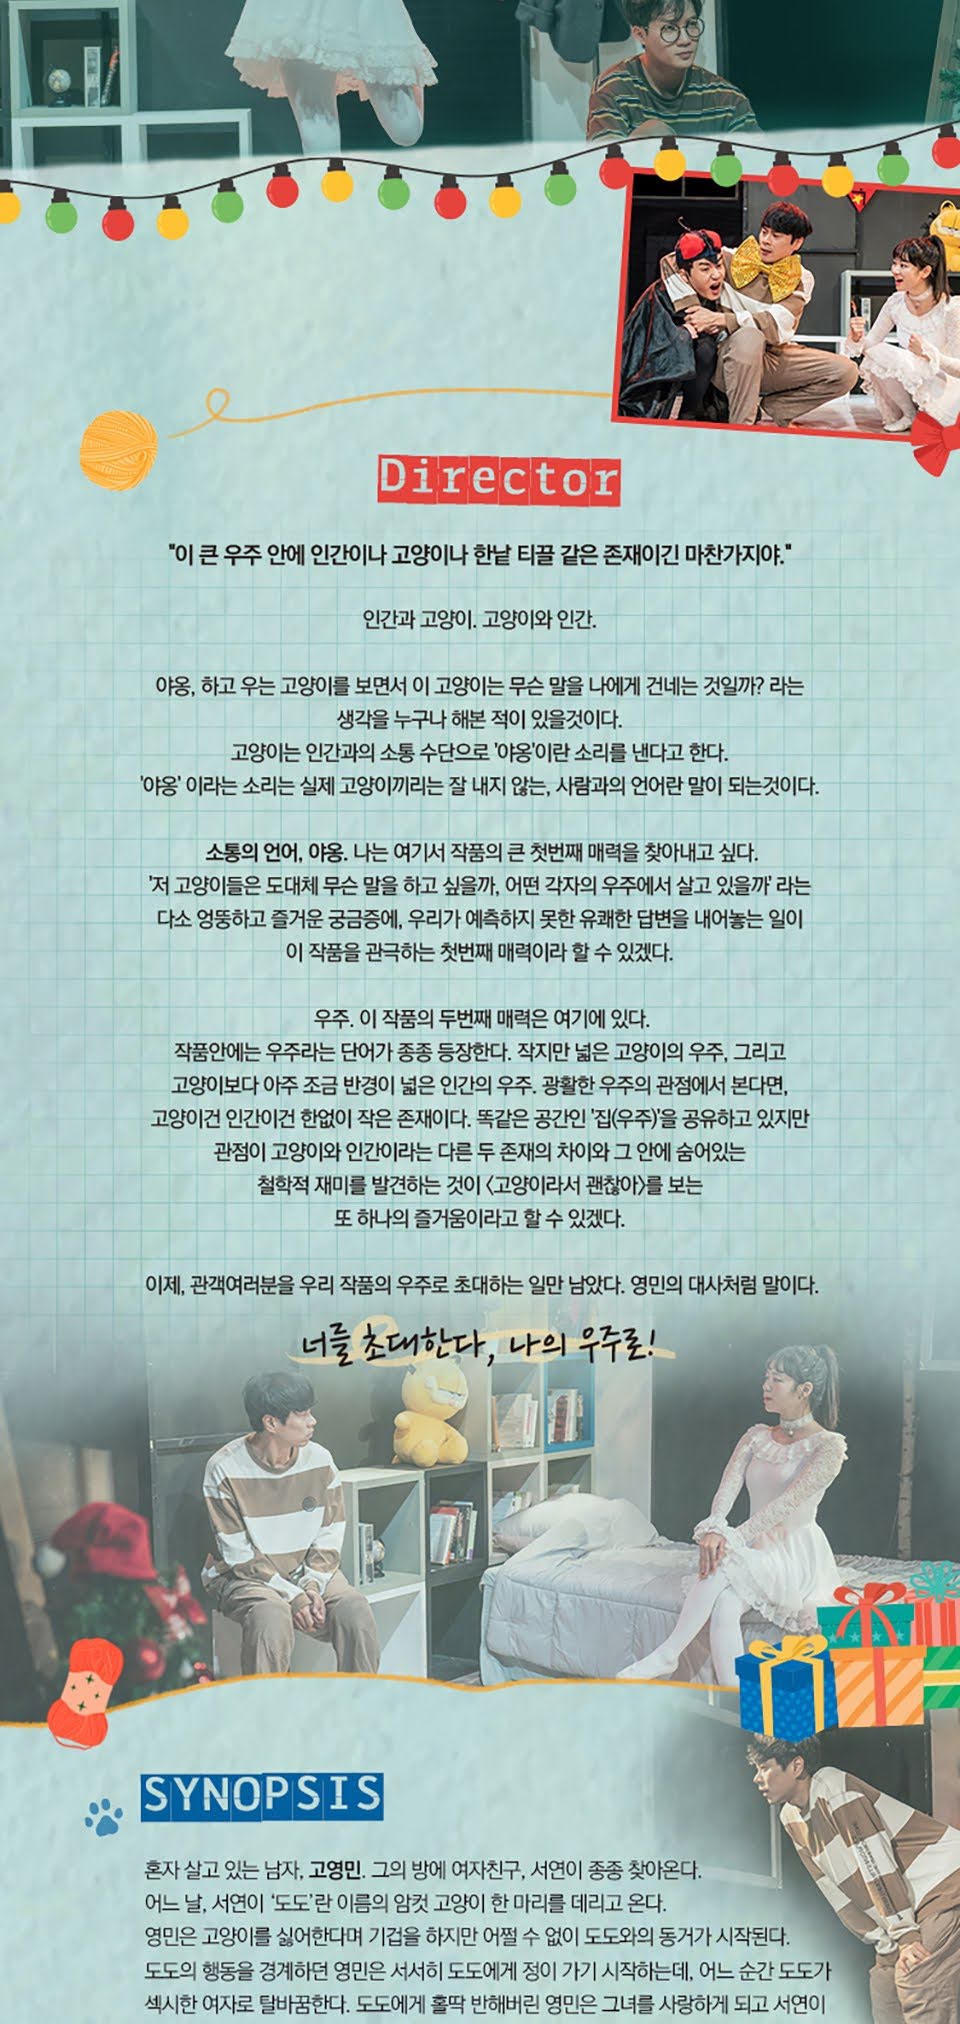 Director
"이 큰 우주 안에 인간이나 고양이나 한낱 티끌 같은 존재이긴 마찬가지야."
인간과 고양이. 고양이와 인간.
야옹, 하고 우는 고양이를 보면서 이 고양이는 무슨 말을 나에게 건네는 것일까? 라는
생각을 누구나 해본 적이 있을것이다.
고양이는 인간과의 소통 수단으로 '야옹'이란 소리를 낸다고 한다.
'야옹' 이라는 소리는 실제 고양이끼리는 잘 내지 않는, 사람과의 언어란 말이 되는것이다.
소통의 언어, 야옹. 나는 여기서 작품의 큰 첫번째 매력을 찾아내고 싶다.
'저 고양이들은 도대체 무슨 말을 하고 싶을까, 어떤 각자의 우주에서 살고 있을까' 라는
다소 엉뚱하고 즐거운 궁금증에, 우리가 예측하지 못한 유쾌한 답변을 내어놓는 일이
이 작품을 관극하는 첫번째 매력이라 할 수 있겠다.
우주. 이 작품의 두번째 매력은 여기에 있다.
작품안에는 우주라는 단어가 종종 등장한다. 작지만 넓은 고양이의 우주, 그리고
고양이보다 아주 조금 반경이 넓은 인간의 우주. 광활한 우주의 관점에서 본다면,
고양이건 인간이건 한없이 작은 존재이다. 똑같은 공간인 '집(우주)'을 공유하고 있지만
관점이 고양이와 인간이라는 다른 두 존재의 차이와 그 안에 숨어있는
철학적 재미를 발견하는 것이 <고양이라서 괜찮아>를 보는
또 하나의 즐거움이라고 할 수 있겠다.
이제, 관객여러분을 우리 작품의 우주로 초대하는 일만 남았다. 영민의 대사처럼 말이다.
너를 초대한다, 나의 우주로!
SYNOPSIS
혼자 살고 있는 남자, 고영민. 그의 방에 여자친구, 서연이 종종 찾아온다.
어느 날, 서연이 '도도'란 이름의 암컷 고양이 한 마리를 데리고 온다.
영민은 고양이를 싫어한다며 기겁을 하지만 어쩔 수 없이 도도와의 동거가 시작된다.
도도의 행동을 경계하던 영민은 서서히 도도에게 정이 가기 시작하는데, 어느 순간 도도가
섹시한 여자로 탈바꿈한다. 도도에게 홀딱 반해버린 영민은 그녀를 사랑하게 되고 서연이